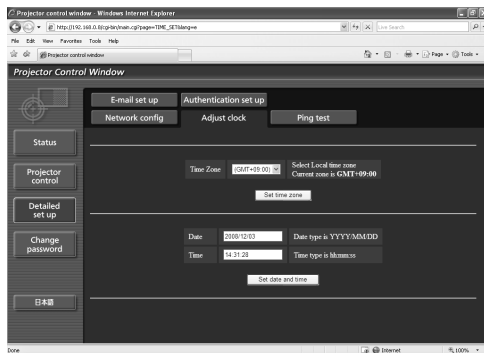 Projector control window - Windows Internet Explorer
http://192.168.0.8/cgi-bin/main.cgi?page=TIME_SET&lang=e
Live Search
File Edit View Favorites Tools Help
Projector control window
Page Tools
Projector Control Window
E-mail set up Authentication set up
Network config Adjust clock Ping test
Status
Projector control
Detailed set up
Change password
日本語
Time Zone (GMT+09:00) Select Local time zone
Current zone is GMT+09:00
Set time zone
Date 2008/12/03 Date type is YYYY/MM/DD
Time 14:31:28 Time type is hh:mm:ss
Set date and time
Done Internet 100%